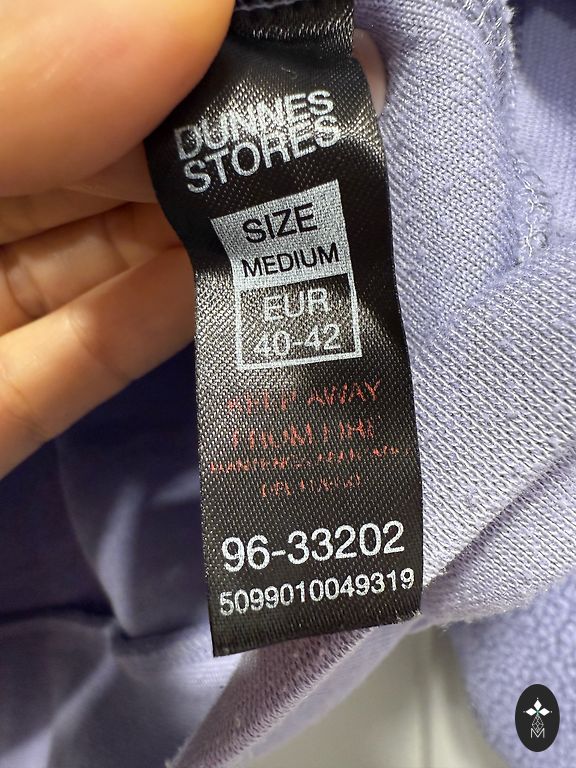 DUNNES
STORES
SIZE
MEDIUM
EUR
40-42
KEEP AWAY
FROM FIRE
96-33202
5099010049319
M